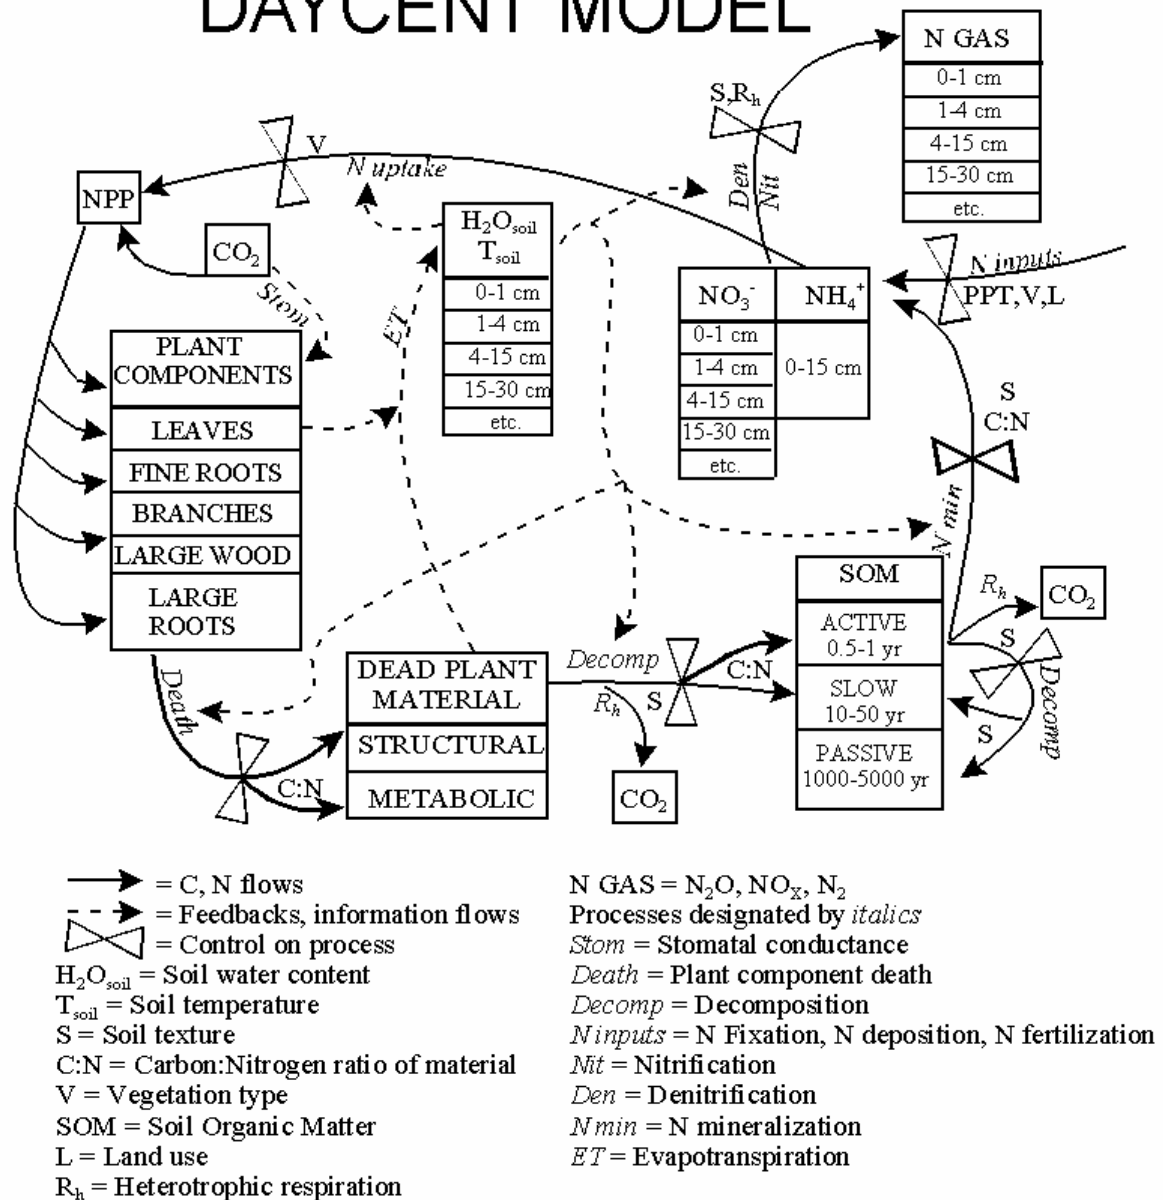 DAYCENT MODEL
N GAS
0-1 cm
1-4 cm
4-15 cm
15-30 cm
etc.
S,Rₕ
Den
Nit
V
N uptake
NPP
CO₂
Stom
H₂Osoil
Tsoil
0-1 cm
1-4 cm
4-15 cm
15-30 cm
etc.
ET
N inputs
PPT,V,L
NO₃⁻
NH₄⁺
0-1 cm
1-4 cm
4-15 cm
15-30 cm
etc.
0-15 cm
S
C:N
N min
PLANT
COMPONENTS
LEAVES
FINE ROOTS
BRANCHES
LARGE WOOD
LARGE
ROOTS
Death
C:N
DEAD PLANT
MATERIAL
STRUCTURAL
METABOLIC
Decomp
Rₕ
S
C:N
CO₂
SOM
ACTIVE
0.5-1 yr
SLOW
10-50 yr
PASSIVE
1000-5000 yr
Rₕ
CO₂
S
Decomp
S
= C, N flows
= Feedbacks, information flows
= Control on process
H₂Osoil = Soil water content
Tsoil = Soil temperature
S = Soil texture
C:N = Carbon:Nitrogen ratio of material
V = Vegetation type
SOM = Soil Organic Matter
L = Land use
Rₕ = Heterotrophic respiration
N GAS = N₂O, NOₓ, N₂
Processes designated by italics
Stom = Stomatal conductance
Death = Plant component death
Decomp = Decomposition
N inputs = N Fixation, N deposition, N fertilization
Nit = Nitrification
Den = Denitrification
N min = N mineralization
ET = Evapotranspiration